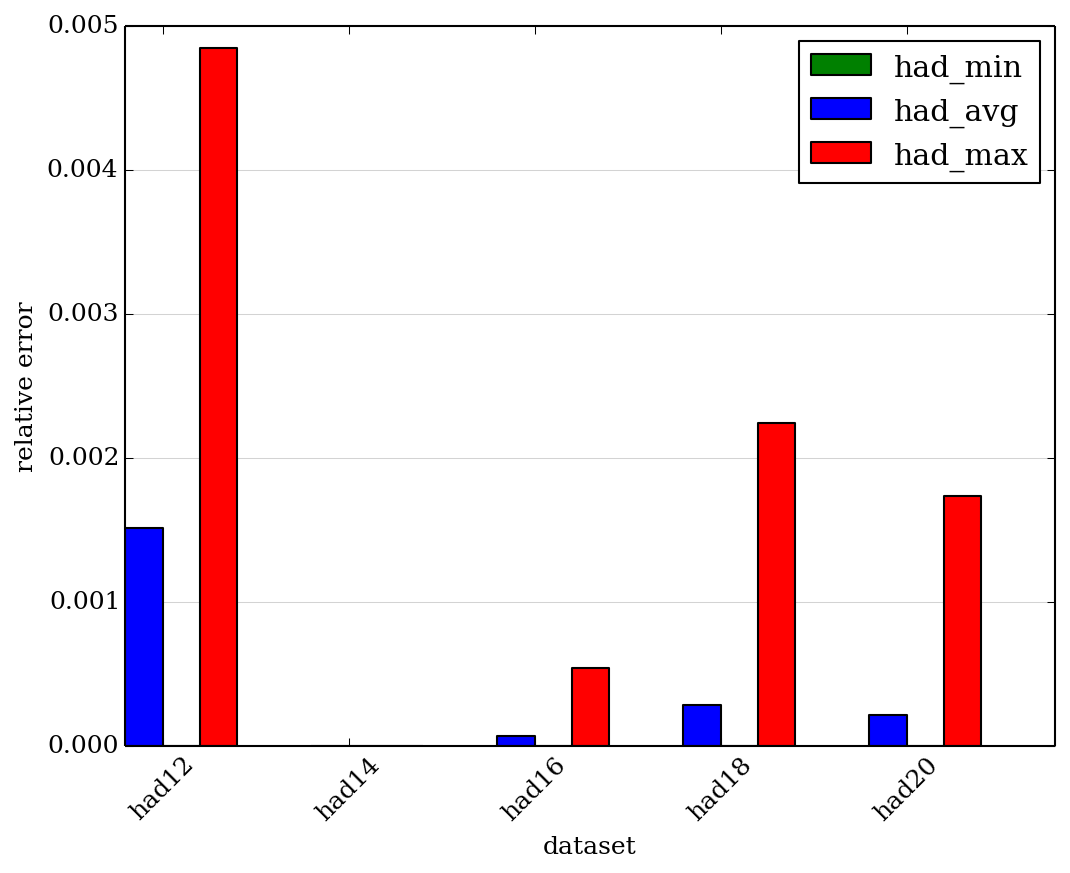 0.005
0.004
0.003
0.002
0.001
0.000
relative error
had_min
had_avg
had_max
had12
had14
had16
had18
had20
dataset